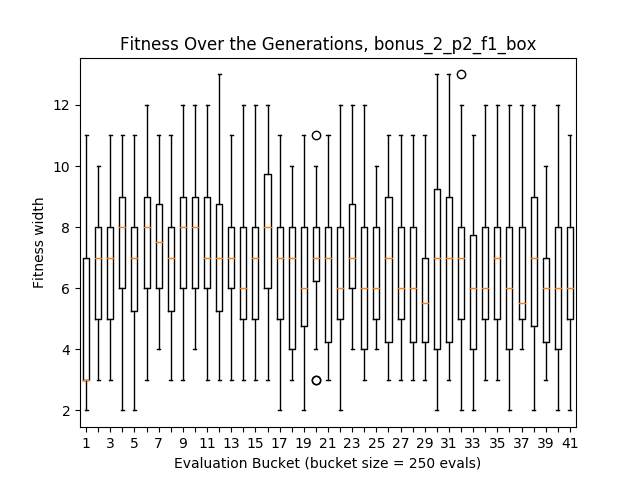 Fitness Over the Generations, bonus_2_p2_f1_box
Fitness width
12
10
8
6
4
2
1 3 5 7 9 11 13 15 17 19 21 23 25 27 29 31 33 35 37 39 41
Evaluation Bucket (bucket size = 250 evals)